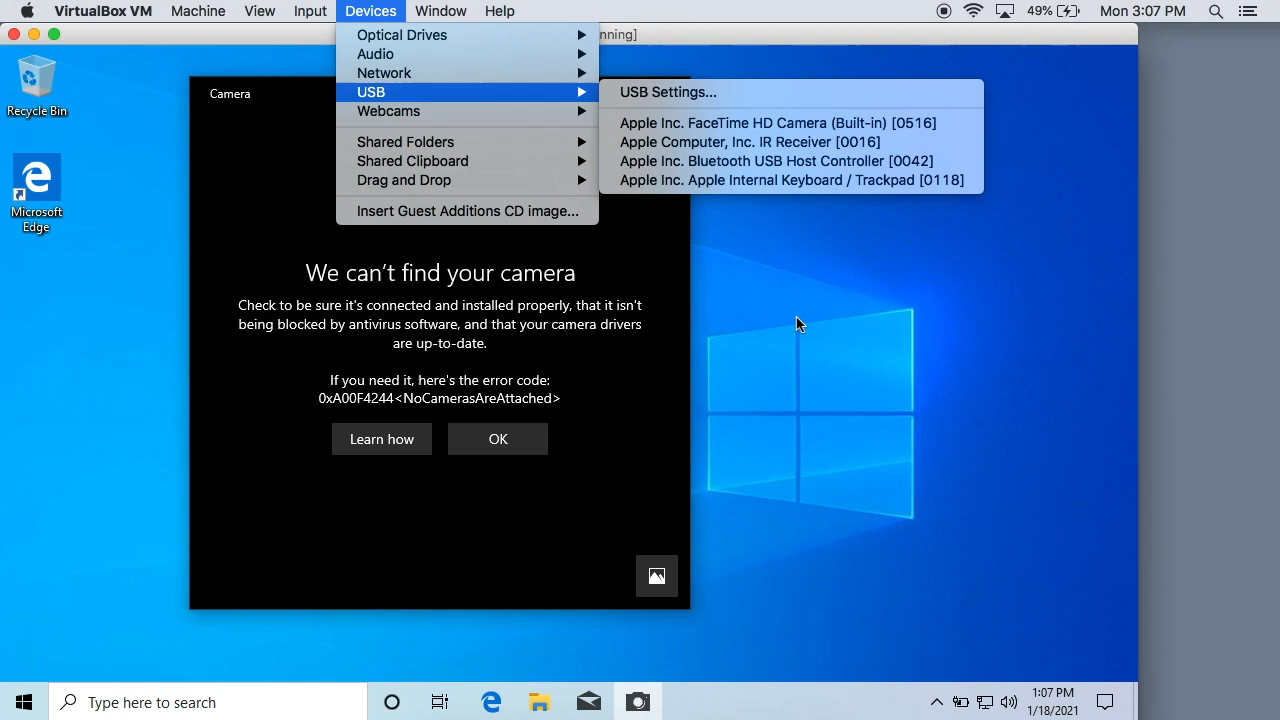 VirtualBox VM Machine View Input Devices Window Help 49% Mon 3:07 PM
nning]
Optical Drives
Audio
Network
USB
Webcams
Shared Folders
Shared Clipboard
Drag and Drop
Insert Guest Additions CD image...
USB Settings...
Apple Inc. FaceTime HD Camera (Built-in) [0516]
Apple Computer, Inc. IR Receiver [0016]
Apple Inc. Bluetooth USB Host Controller [0042]
Apple Inc. Apple Internal Keyboard / Trackpad [0118]
Recycle Bin
Microsoft
Edge
Camera
We can’t find your camera
Check to be sure it's connected and installed properly, that it isn't
being blocked by antivirus software, and that your camera drivers
are up-to-date.
If you need it, here's the error code:
0xA00F4244<NoCamerasAreAttached>
Learn how OK
Type here to search
1:07 PM
1/18/2021